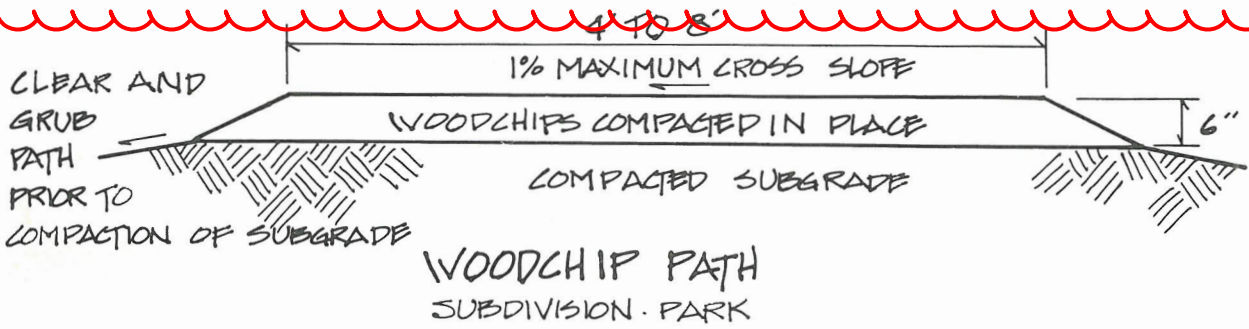 4' TO 8'
1% MAXIMUM CROSS SLOPE
CLEAR AND
GRUB
PATH
PRIOR TO
COMPACTION OF SUBGRADE
WOODCHIPS COMPACTED IN PLACE
6"
COMPACTED SUBGRADE
WOODCHIP PATH
SUBDIVISION · PARK